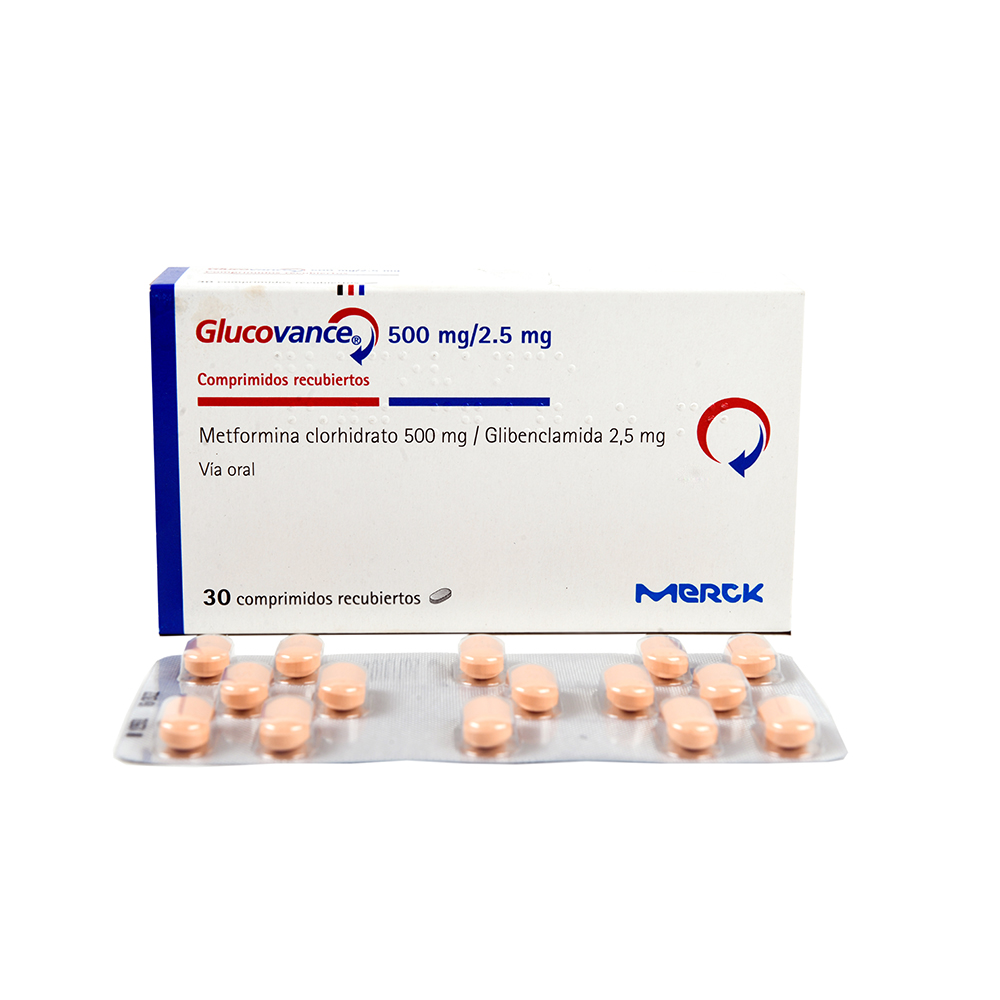 Glucovance® 500 mg/2.5 mg
Comprimidos recubiertos
Metformina clorhidrato 500 mg / Glibenclamida 2,5 mg
Vía oral
30 comprimidos recubiertos
MERCK